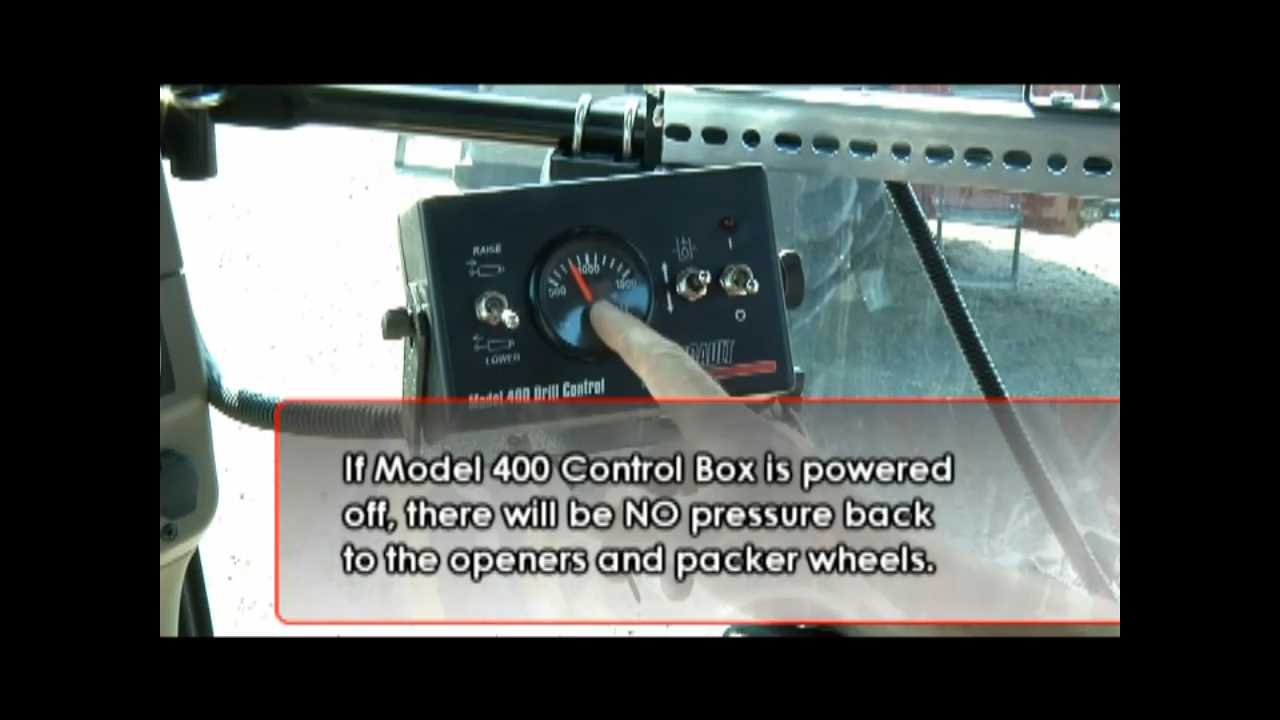 RAISE
500
1000
1500
I
O
LOWER
Model 400 Drill Control
If Model 400 Control Box is powered
off, there will be NO pressure back
to the openers and packer wheels.